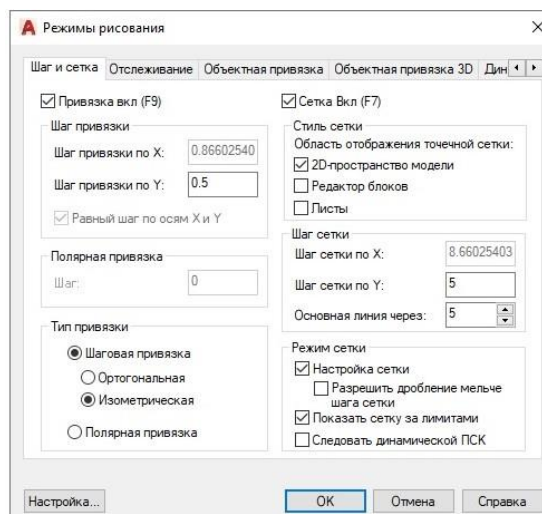 Режимы рисования
Шаг и сетка Отслеживание Объектная привязка Объектная привязка 3D Дин
Привязка вкл (F9)
Шаг привязки
Шаг привязки по X: 0.86602540
Шаг привязки по Y: 0.5
Равный шаг по осям X и Y
Полярная привязка
Шаг: 0
Тип привязки
Шаговая привязка
Ортогональная
Изометрическая
Полярная привязка
Сетка Вкл (F7)
Стиль сетки
Область отображения точечной сетки:
2D-пространство модели
Редактор блоков
Листы
Шаг сетки
Шаг сетки по X: 8.66025403
Шаг сетки по Y: 5
Основная линия через: 5
Режим сетки
Настройка сетки
Разрешить дробление мельче
шага сетки
Показать сетку за лимитами
Следовать динамической ПСК
Настройка... OK Отмена Справка